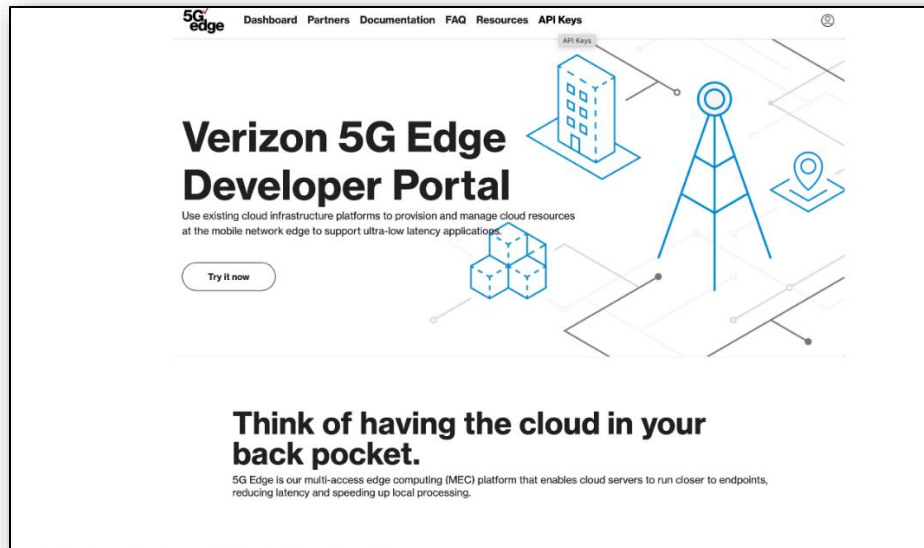 5G
edge
Dashboard Partners Documentation FAQ Resources API Keys
API Keys
Verizon 5G Edge
Developer Portal
Use existing cloud infrastructure platforms to provision and manage cloud resources
at the mobile network edge to support ultra-low latency applications.
Try it now
Think of having the cloud in your
back pocket.
5G Edge is our multi-access edge computing (MEC) platform that enables cloud servers to run closer to endpoints,
reducing latency and speeding up local processing.